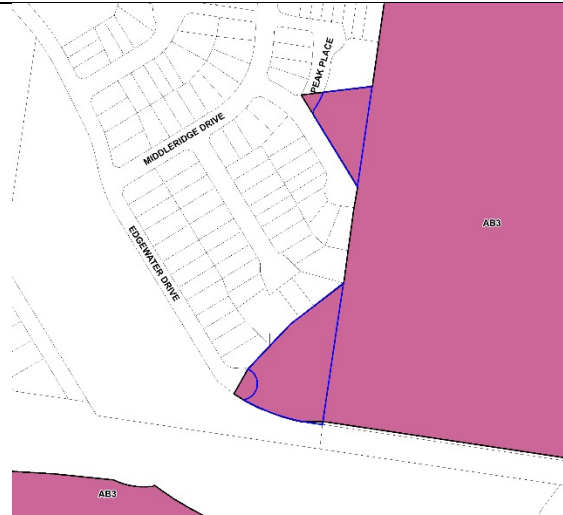 PEAK PLACE
MIDDLERIDGE DRIVE
EDGEWATER DRIVE
AB3
AB3